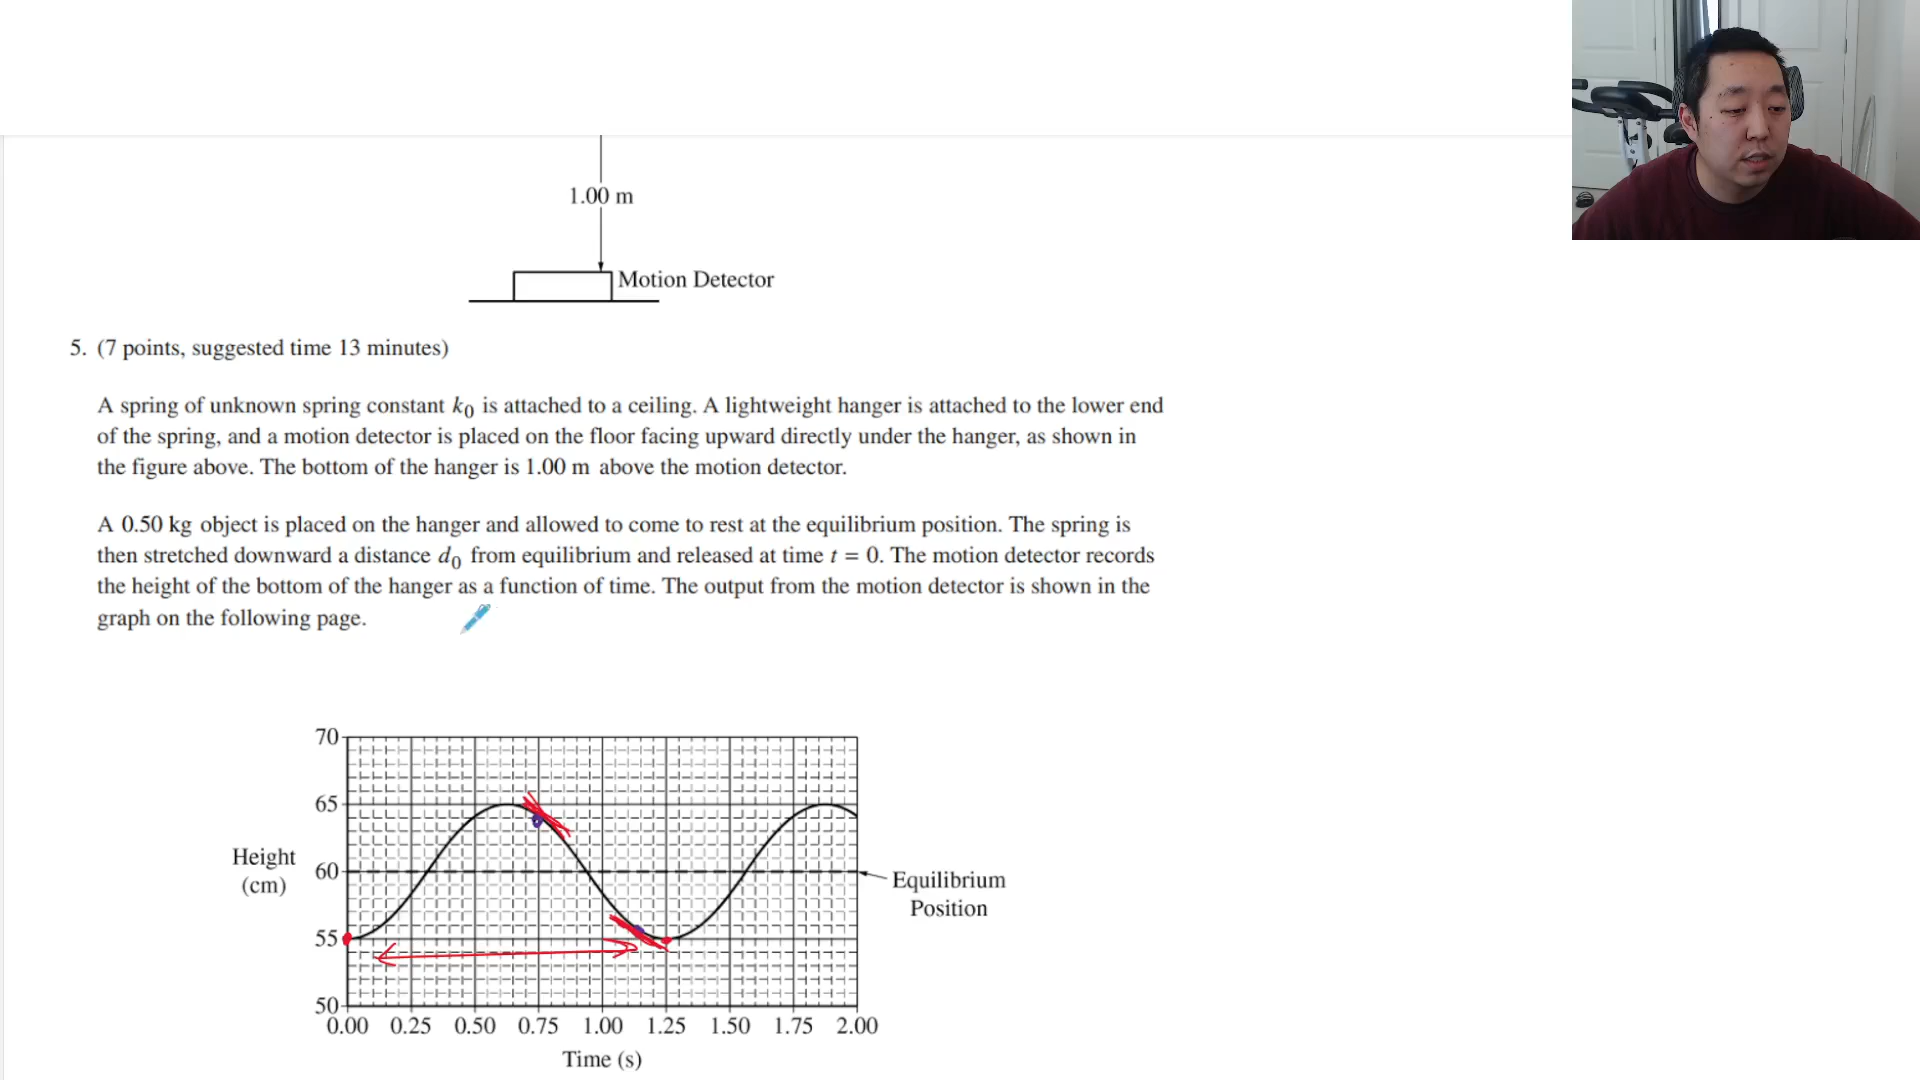 1.00 m
Motion Detector
5. (7 points, suggested time 13 minutes)
A spring of unknown spring constant k0 is attached to a ceiling. A lightweight hanger is attached to the lower end
of the spring, and a motion detector is placed on the floor facing upward directly under the hanger, as shown in
the figure above. The bottom of the hanger is 1.00 m above the motion detector.
A 0.50 kg object is placed on the hanger and allowed to come to rest at the equilibrium position. The spring is
then stretched downward a distance d0 from equilibrium and released at time t = 0. The motion detector records
the height of the bottom of the hanger as a function of time. The output from the motion detector is shown in the
graph on the following page.
70
65
Height
(cm)
60
Equilibrium
Position
55
50
0.00 0.25 0.50 0.75 1.00 1.25 1.50 1.75 2.00
Time (s)